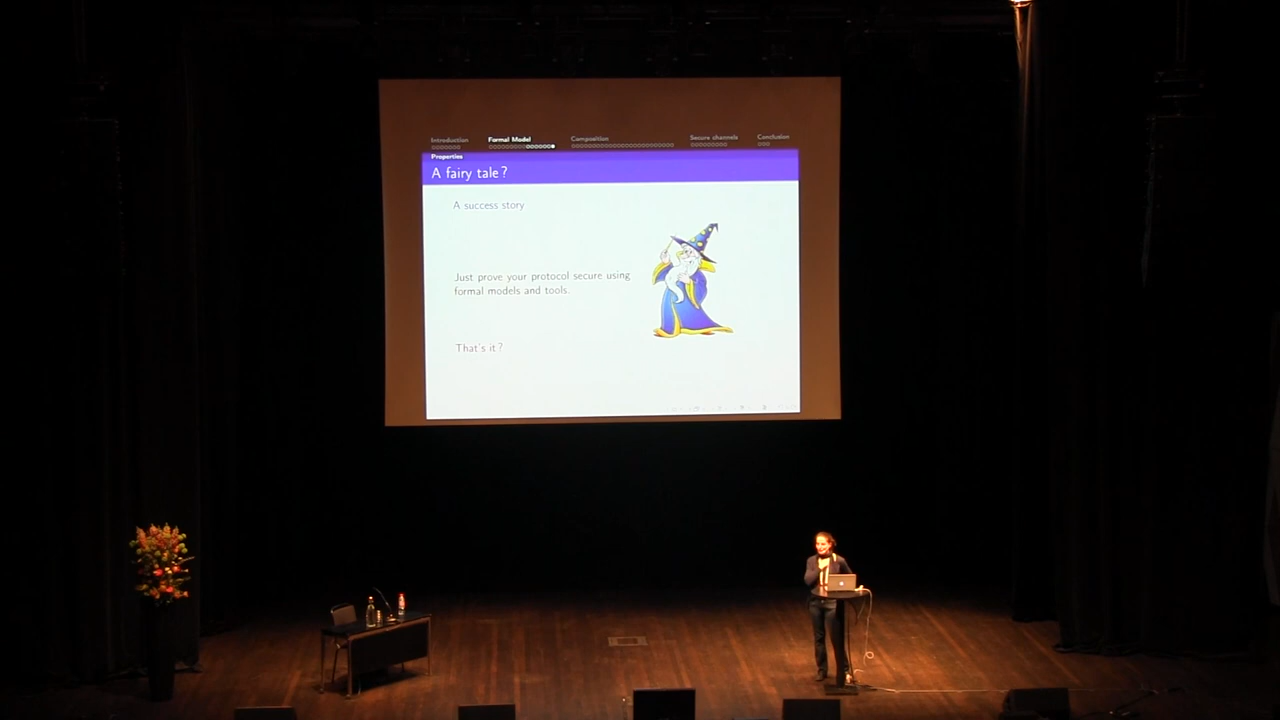 Introduction
Formal Model
Composition
Secure channels
Conclusion
Properties
A fairy tale?
A success story
Just prove your protocol secure using
formal models and tools.
That's it?